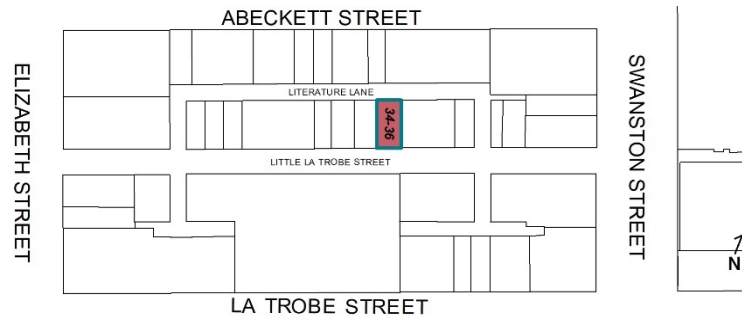 ABECKETT STREET
ELIZABETH STREET
LITERATURE LANE
34-36
LITTLE LA TROBE STREET
SWANSTON STREET
N
LA TROBE STREET